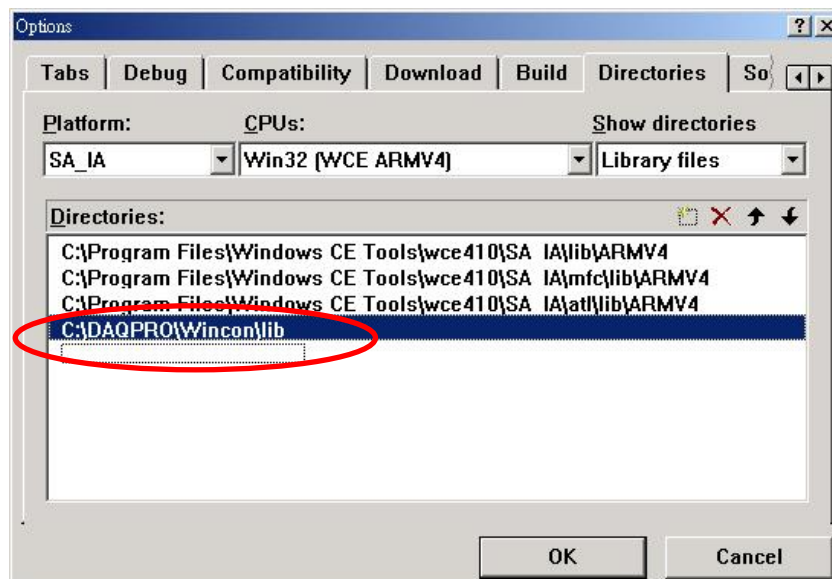 Options
Tabs Debug Compatibility Download Build Directories So
Platform: CPUs: Show directories
SA_IA Win32 (WCE ARMV4) Library files
Directories:
C:\Program Files\Windows CE Tools\wce410\SA_IA\lib\ARMV4
C:\Program Files\Windows CE Tools\wce410\SA_IA\mfc\lib\ARMV4
C:\Program Files\Windows CE Tools\wce410\SA_IA\atl\lib\ARMV4
C:\DAQPRO\Wincon\lib
OK Cancel